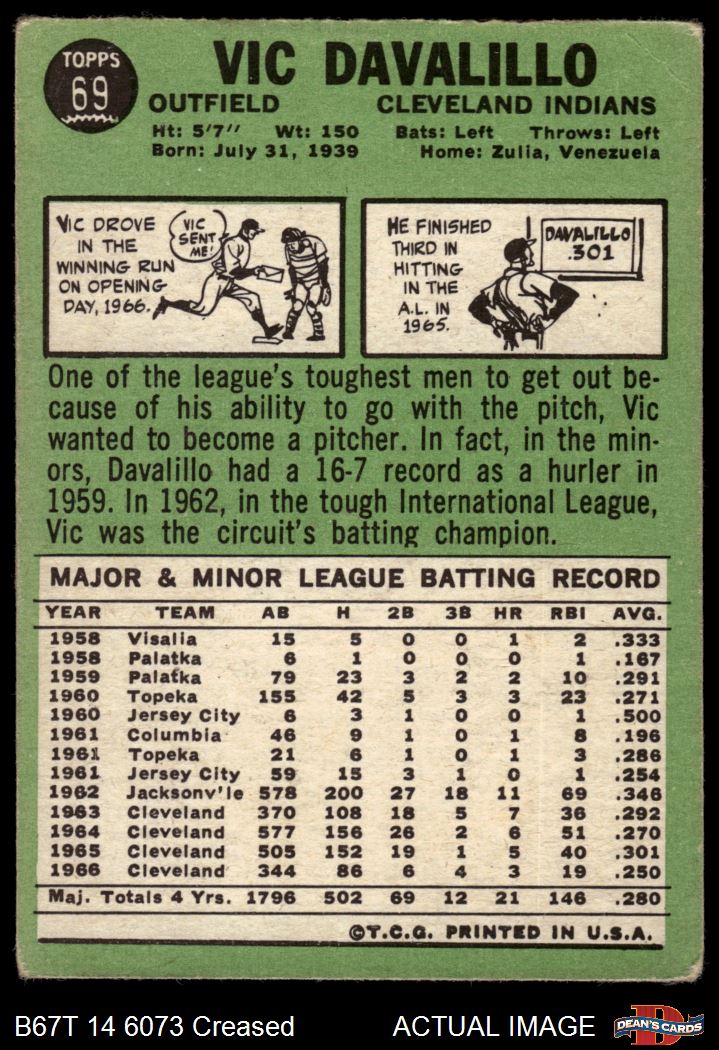 TOPPS
69
VIC DAVALILLO
OUTFIELD CLEVELAND INDIANS
Ht: 5'7" Wt: 150 Bats: Left Throws: Left
Born: July 31, 1939 Home: Zulia, Venezuela
VIC DROVE
IN THE
WINNING RUN
ON OPENING
DAY, 1966.
VIC
SENT
ME!
HE FINISHED
THIRD IN
HITTING
IN THE
A.L. IN
1965.
DAVALILLO
.301
One of the league's toughest men to get out be-
cause of his ability to go with the pitch, Vic
wanted to become a pitcher. In fact, in the min-
ors, Davalillo had a 16-7 record as a hurler in
1959. In 1962, in the tough International League,
Vic was the circuit's batting champion.
MAJOR & MINOR LEAGUE BATTING RECORD
YEAR TEAM AB H 2B 3B HR RBI AVG.
1958 Visalia 15 5 0 0 1 2 .333
1958 Palatka 6 1 0 0 0 1 .167
1959 Palatka 79 23 3 2 2 10 .291
1960 Topeka 155 42 5 3 3 23 .271
1960 Jersey City 6 3 1 0 0 1 .500
1961 Columbia 46 9 1 0 1 8 .196
1961 Topeka 21 6 1 0 1 3 .286
1961 Jersey City 59 15 3 1 0 1 .254
1962 Jacksonv'le 578 200 27 18 11 69 .346
1963 Cleveland 370 108 18 5 7 36 .292
1964 Cleveland 577 156 26 2 6 51 .270
1965 Cleveland 505 152 19 1 5 40 .301
1966 Cleveland 344 86 6 4 3 19 .250
Maj. Totals 4 Yrs. 1796 502 69 12 21 146 .280
©T.C.G. PRINTED IN U.S.A.
B67T 14 6073 Creased ACTUAL IMAGE
D
DEAN'S CARDS